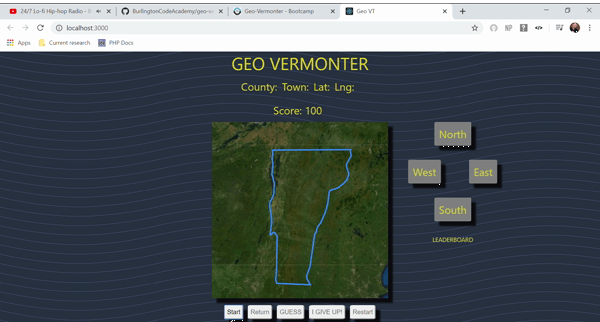 24/7 Lo-fi Hip-hop Radio - B
BurlingtonCodeAcademy/geo-v
Geo-Vermonter - Bootcamp
Geo VT
localhost:3000
Apps
Current research
PHP Docs
GEO VERMONTER
County: Town: Lat: Lng:
Score: 100
North
West
East
South
LEADERBOARD
Start
Return
GUESS
I GIVE UP!
Restart